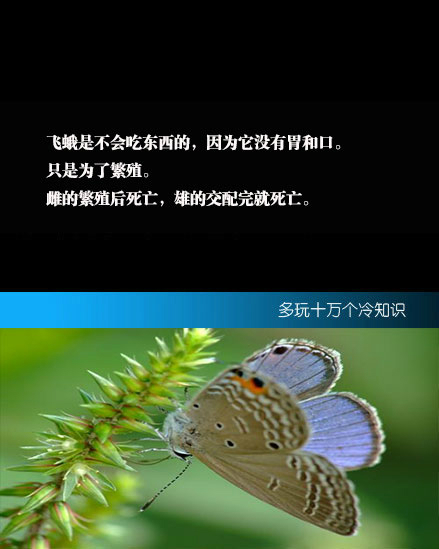 飞蛾是不会吃东西的，因为它没有胃和口。
只是为了繁殖。
雌的繁殖后死亡，雄的交配完就死亡。
多玩十万个冷知识